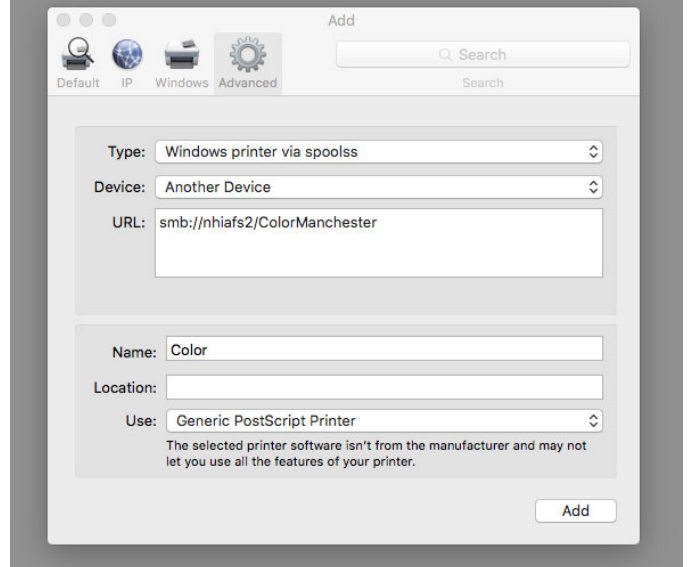 Add
Default IP Windows Advanced
Search
Search
Type: Windows printer via spoolss
Device: Another Device
URL: smb://nhiafs2/ColorManchester
Name: Color
Location:
Use: Generic PostScript Printer
The selected printer software isn't from the manufacturer and may not
let you use all the features of your printer.
Add